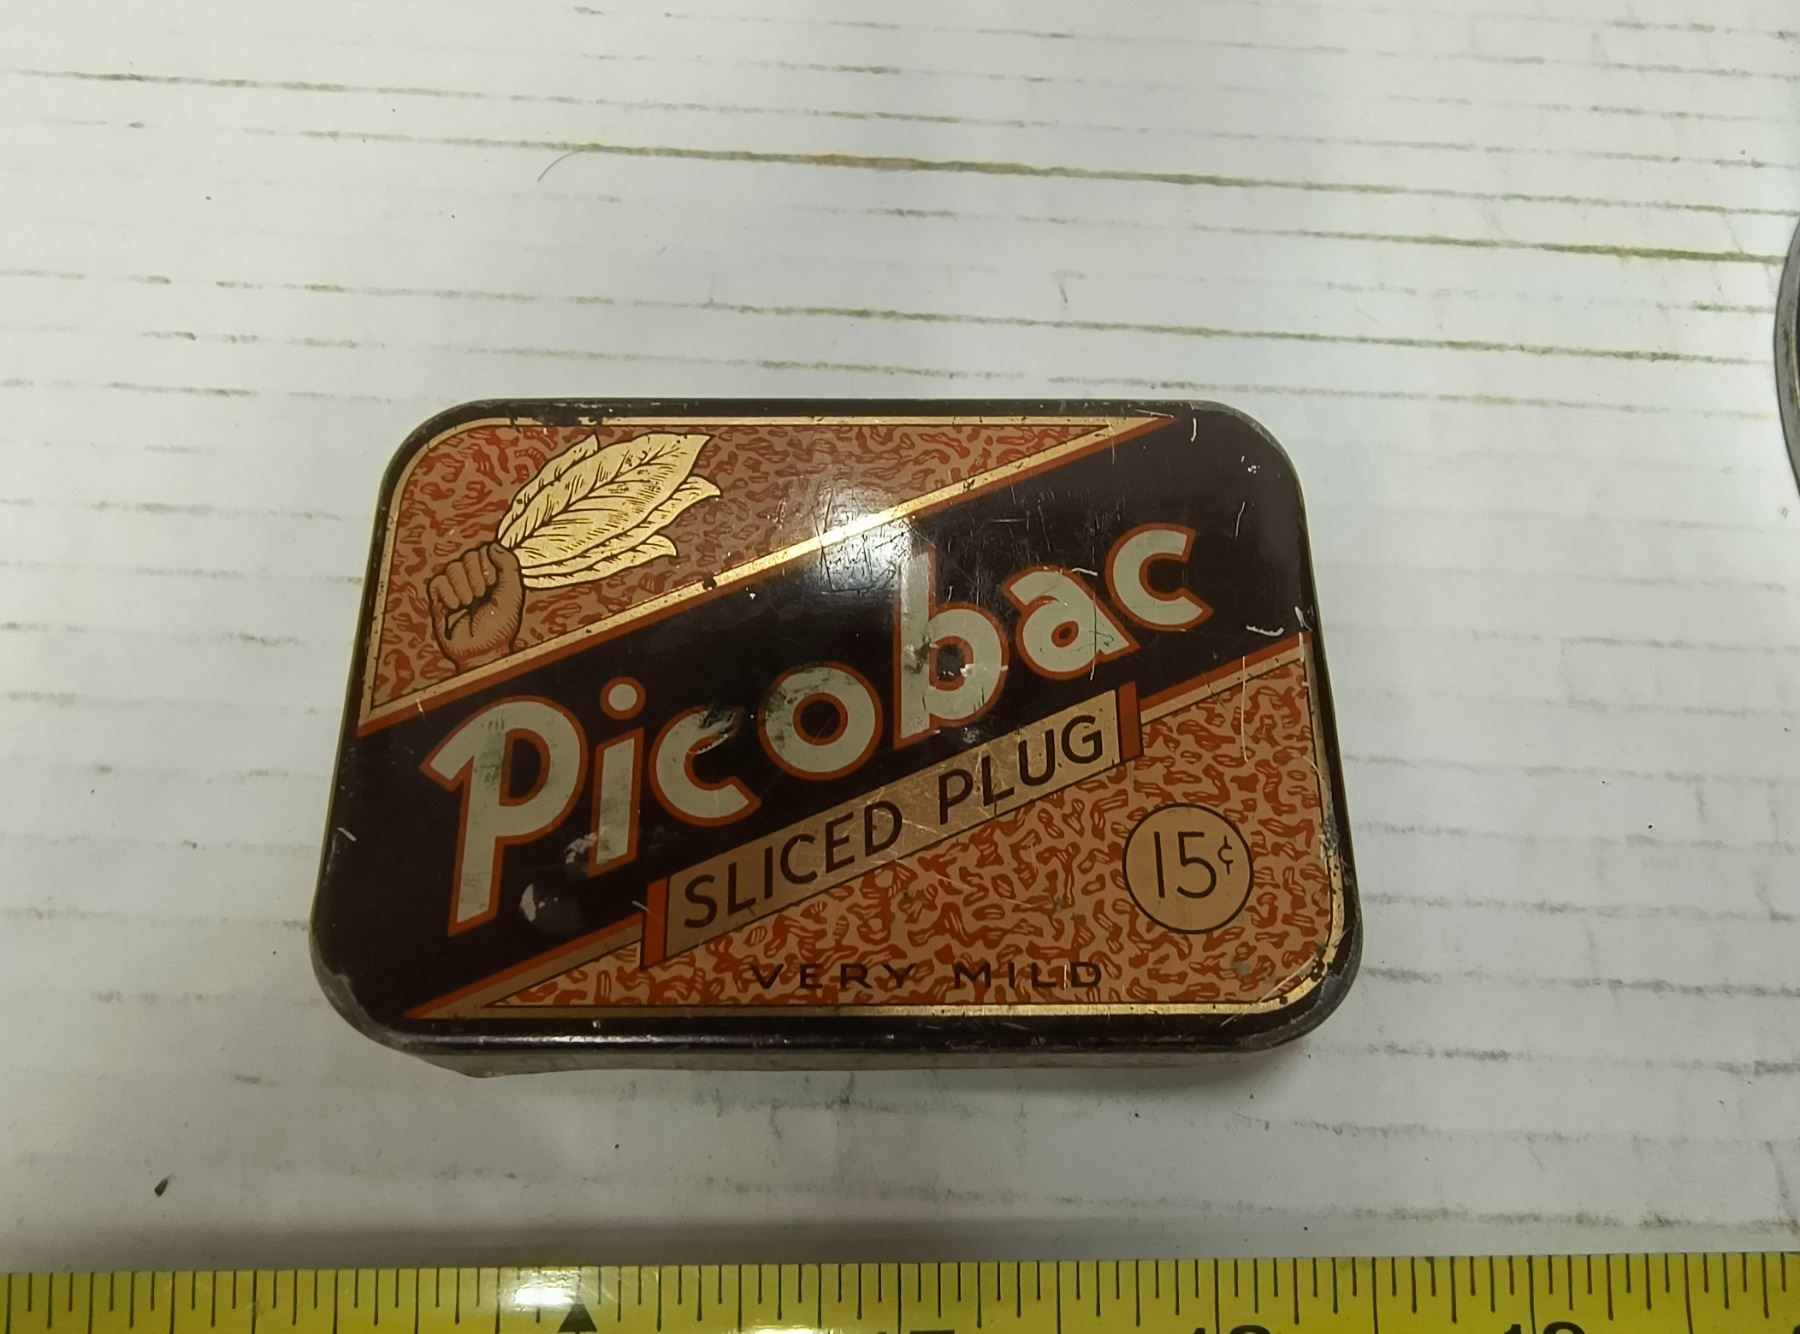 Picobac
SLICED PLUG
15¢
VERY MILD